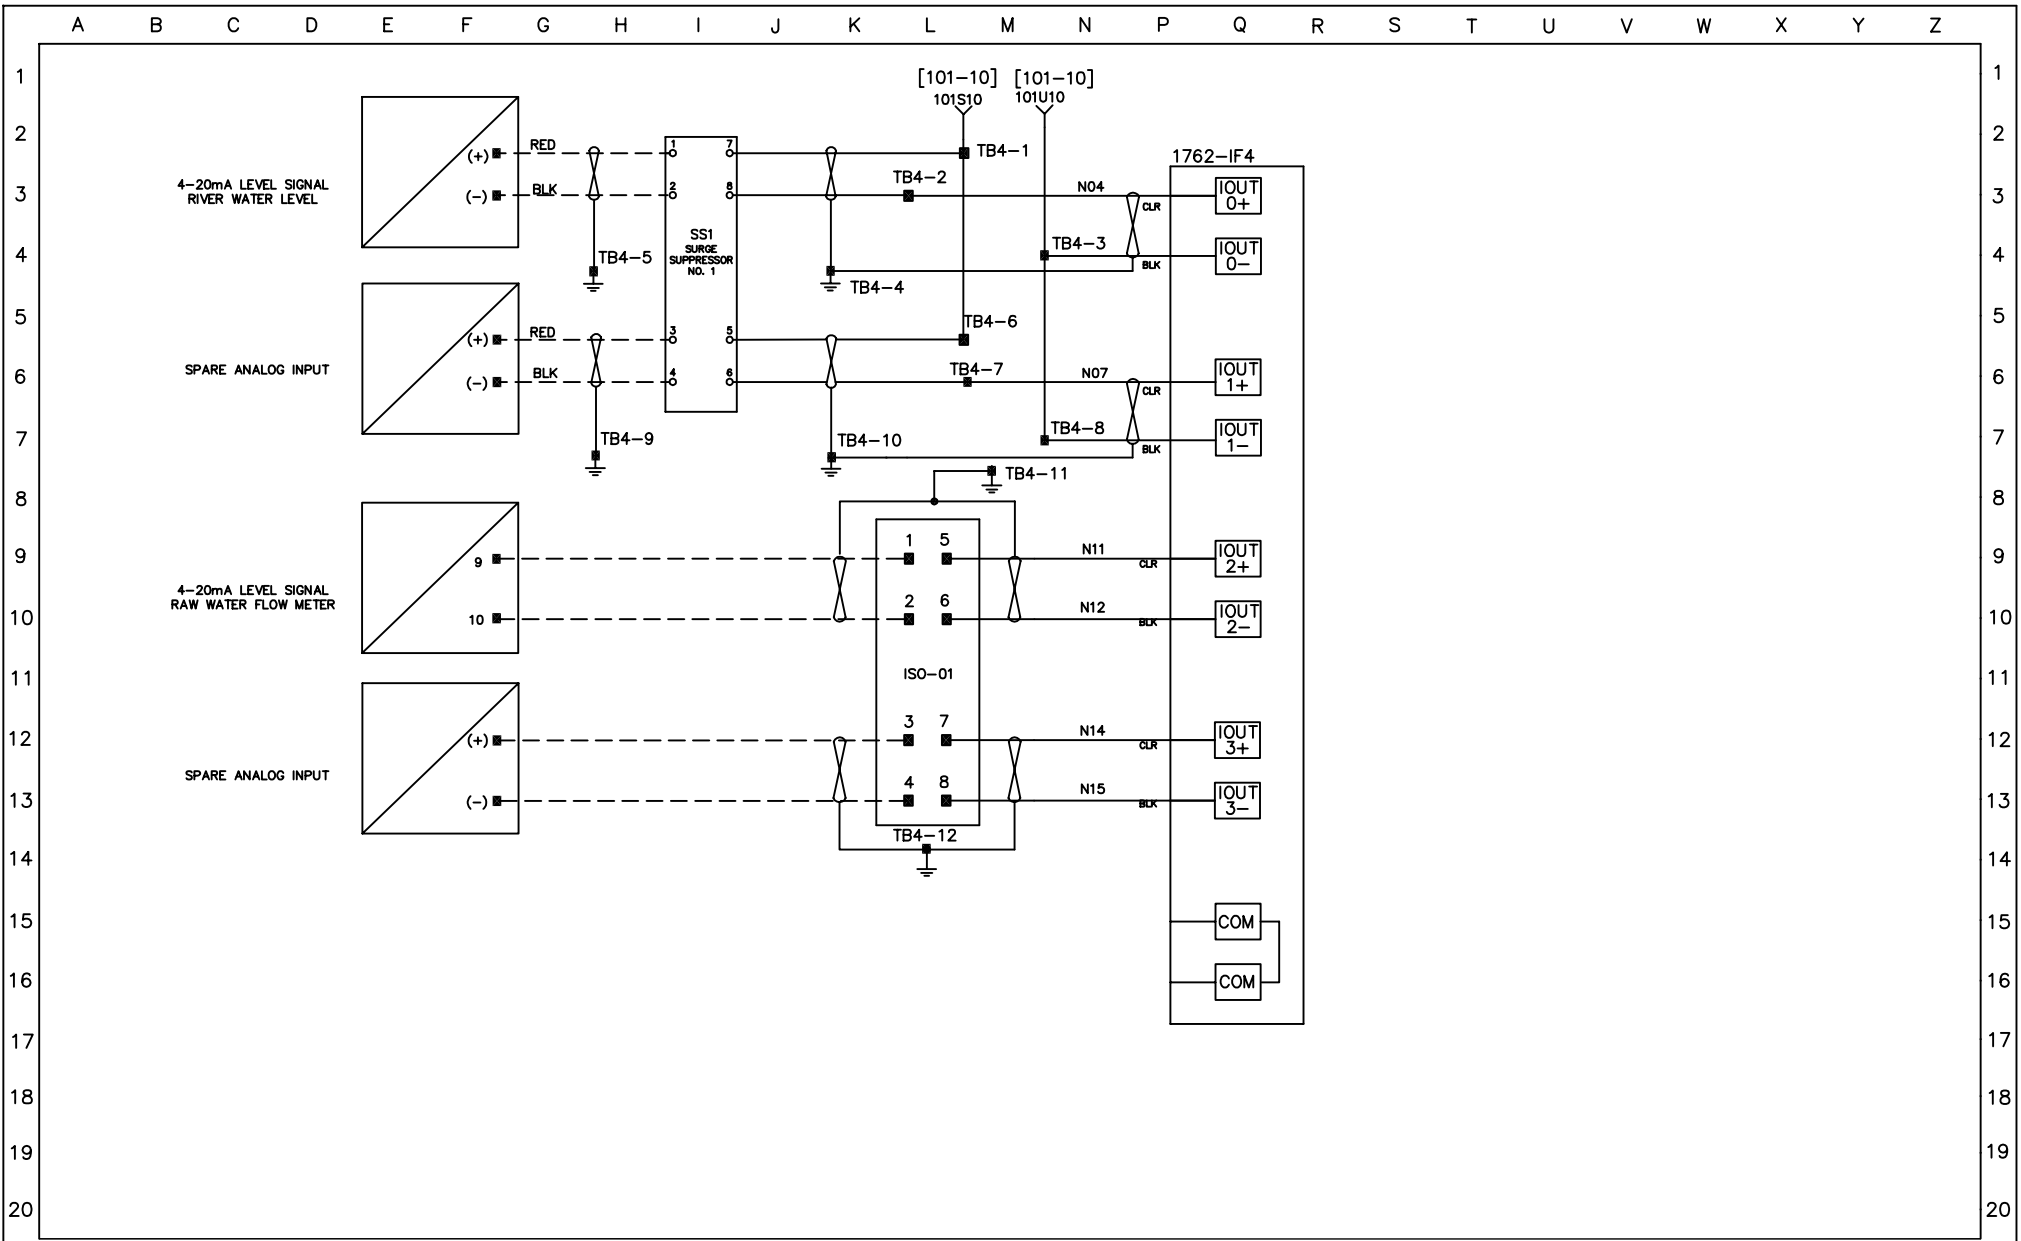 A B C D E F G H I J K L M N P Q R S T U V W X Y Z
1 1
[101-10] [101-10]
101S10 101U10
2 2
RED
(+)
1 7
TB4-1
1762-IF4
4-20mA LEVEL SIGNAL
RIVER WATER LEVEL
3 3
(-)
BLK
2 8
TB4-2
N04
CLR
IOUT
0+
SS1
SURGE
SUPPRESSOR
NO. 1
4 4
TB4-5
TB4-4
TB4-3
BLK
IOUT
0-
5 5
RED
(+)
3 5
TB4-6
SPARE ANALOG INPUT
6 6
(-)
BLK
4 6
TB4-7
N07
CLR
IOUT
1+
7 7
TB4-9
TB4-10
TB4-8
BLK
IOUT
1-
TB4-11
8 8
9 9
9
1 5
N11
CLR
IOUT
2+
4-20mA LEVEL SIGNAL
RAW WATER FLOW METER
10 10
10
2 6
N12
BLK
IOUT
2-
11 11
ISO-01
12 12
(+)
3 7
N14
CLR
IOUT
3+
SPARE ANALOG INPUT
13 13
(-)
4 8
N15
BLK
IOUT
3-
TB4-12
14 14
15 15
COM
16 16
COM
17 17
18 18
19 19
20 20